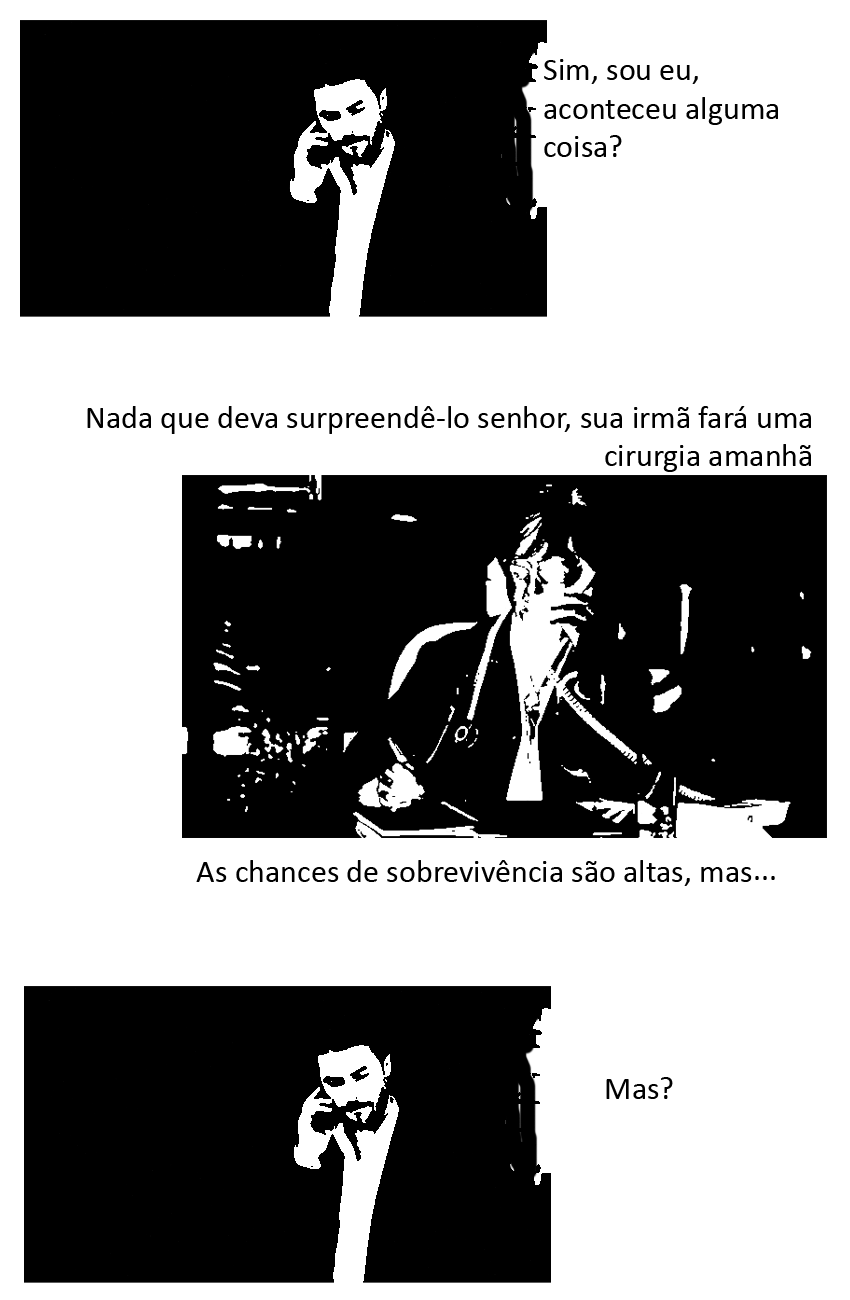 Sim, sou eu,
aconteceu alguma
coisa?
Nada que deva surpreendê-lo senhor, sua irmã fará uma
cirurgia amanhã
As chances de sobrevivência são altas, mas...
Mas?